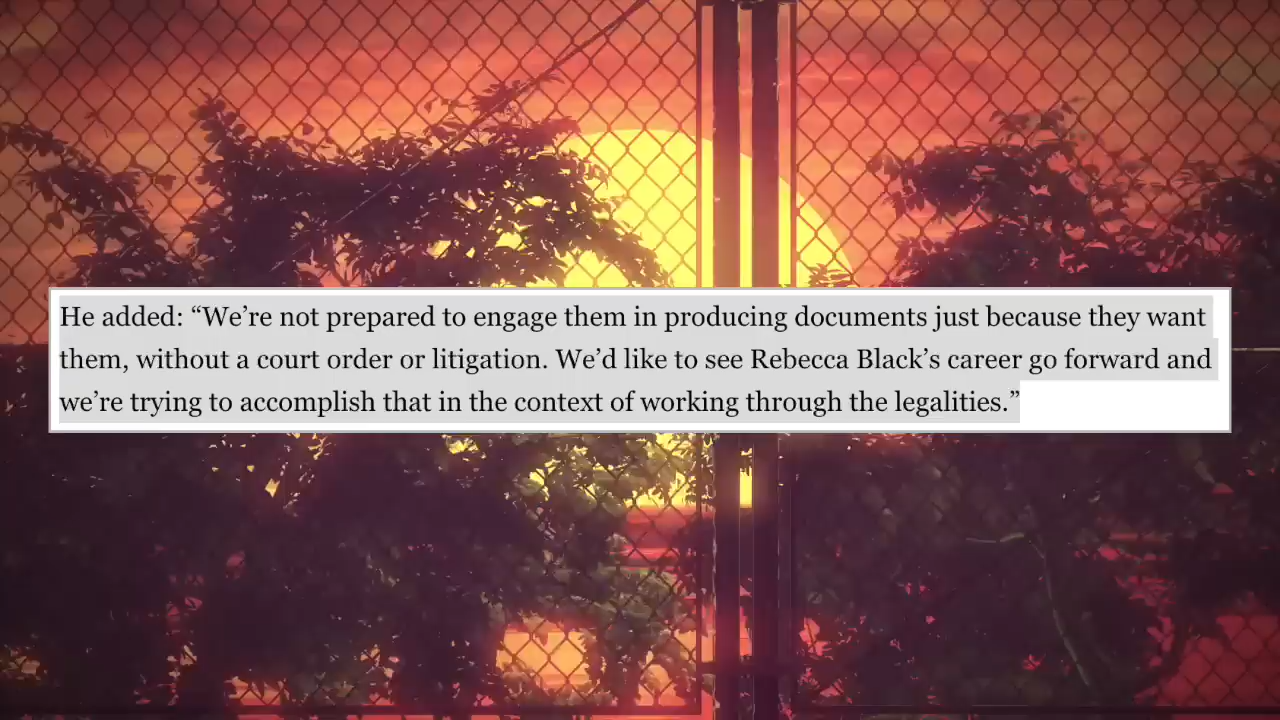 He added: “We’re not prepared to engage them in producing documents just because they want
them, without a court order or litigation. We’d like to see Rebecca Black’s career go forward and
we’re trying to accomplish that in the context of working through the legalities.”